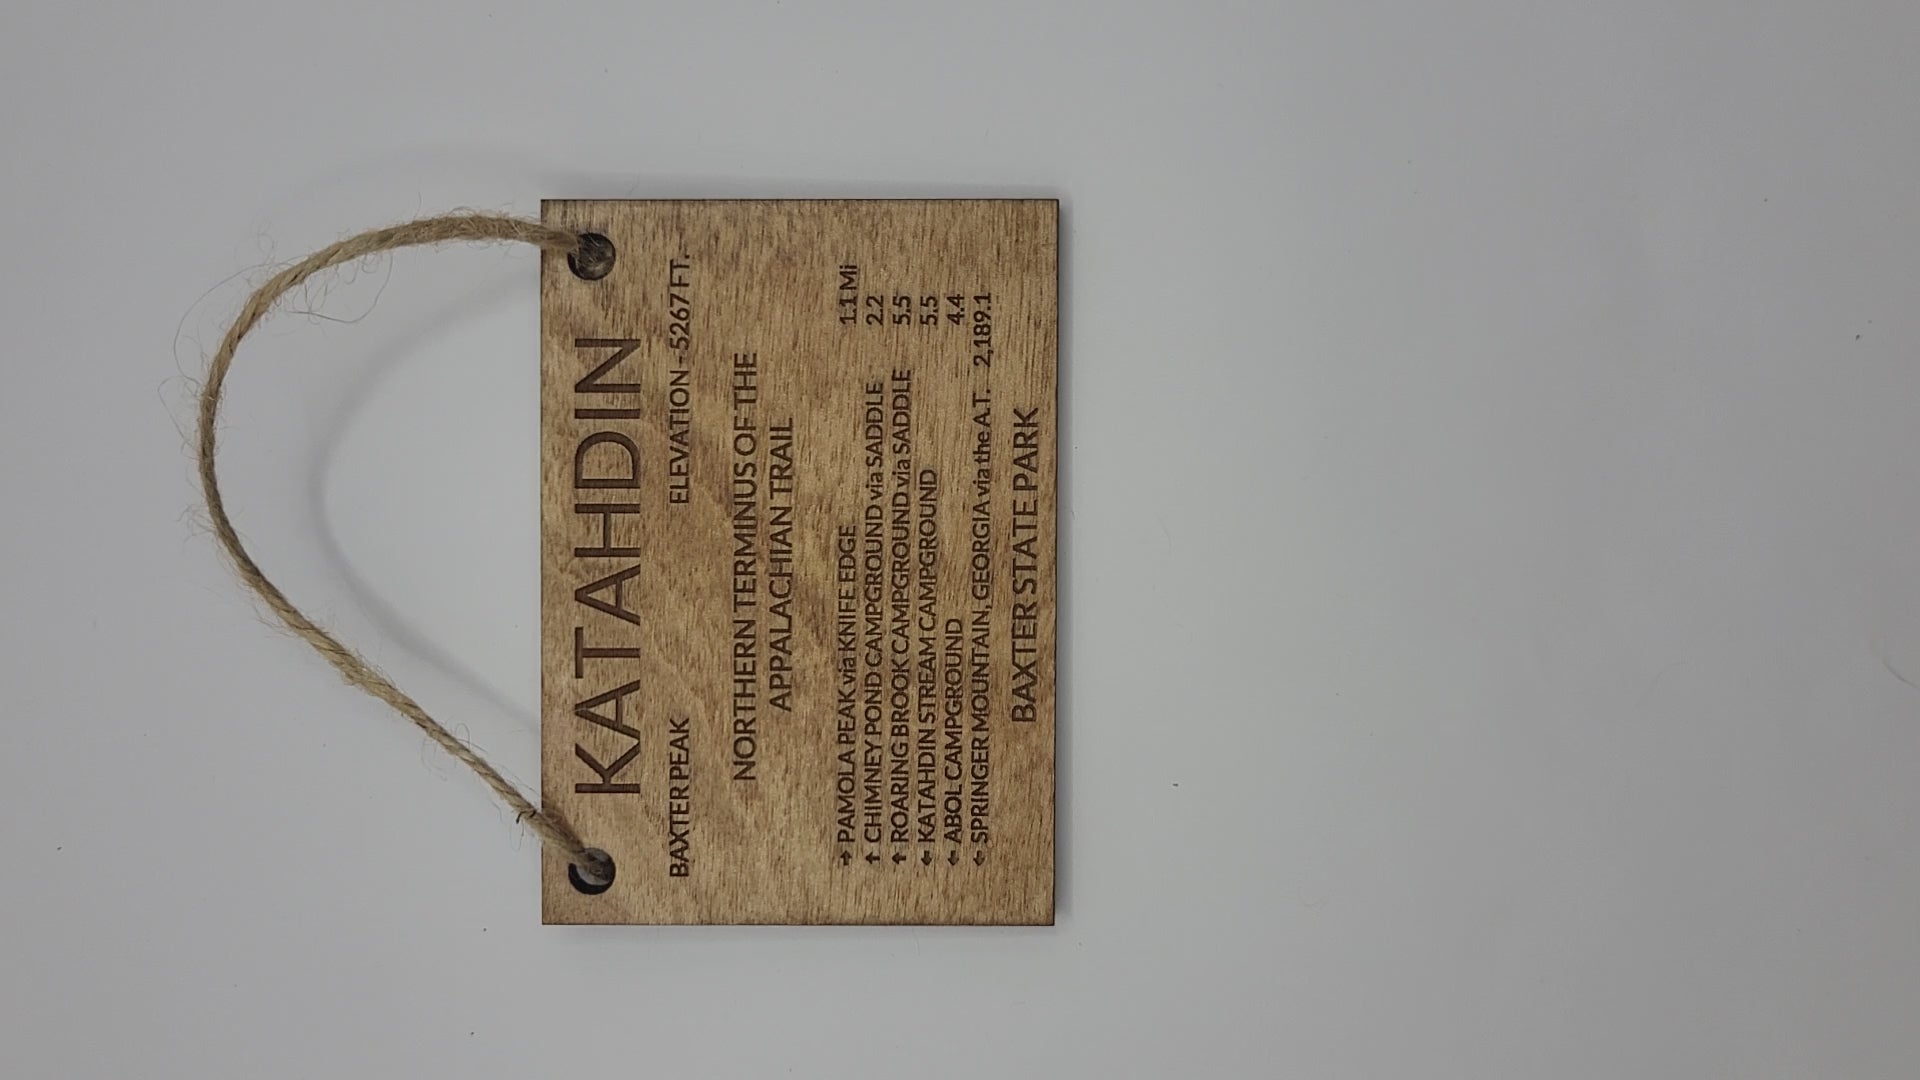 KATAHDIN
BAXTER PEAK ELEVATION - 5267 FT.
NORTHERN TERMINUS OF THE
APPALACHIAN TRAIL
→ PAMOLA PEAK via KNIFE EDGE 1.1 Mi
↑ CHIMNEY POND CAMPGROUND via SADDLE 2.2
↑ ROARING BROOK CAMPGROUND via SADDLE 5.5
← KATAHDIN STREAM CAMPGROUND 5.5
← ABOL CAMPGROUND 4.4
← SPRINGER MOUNTAIN, GEORGIA via the A.T. 2,189.1
BAXTER STATE PARK